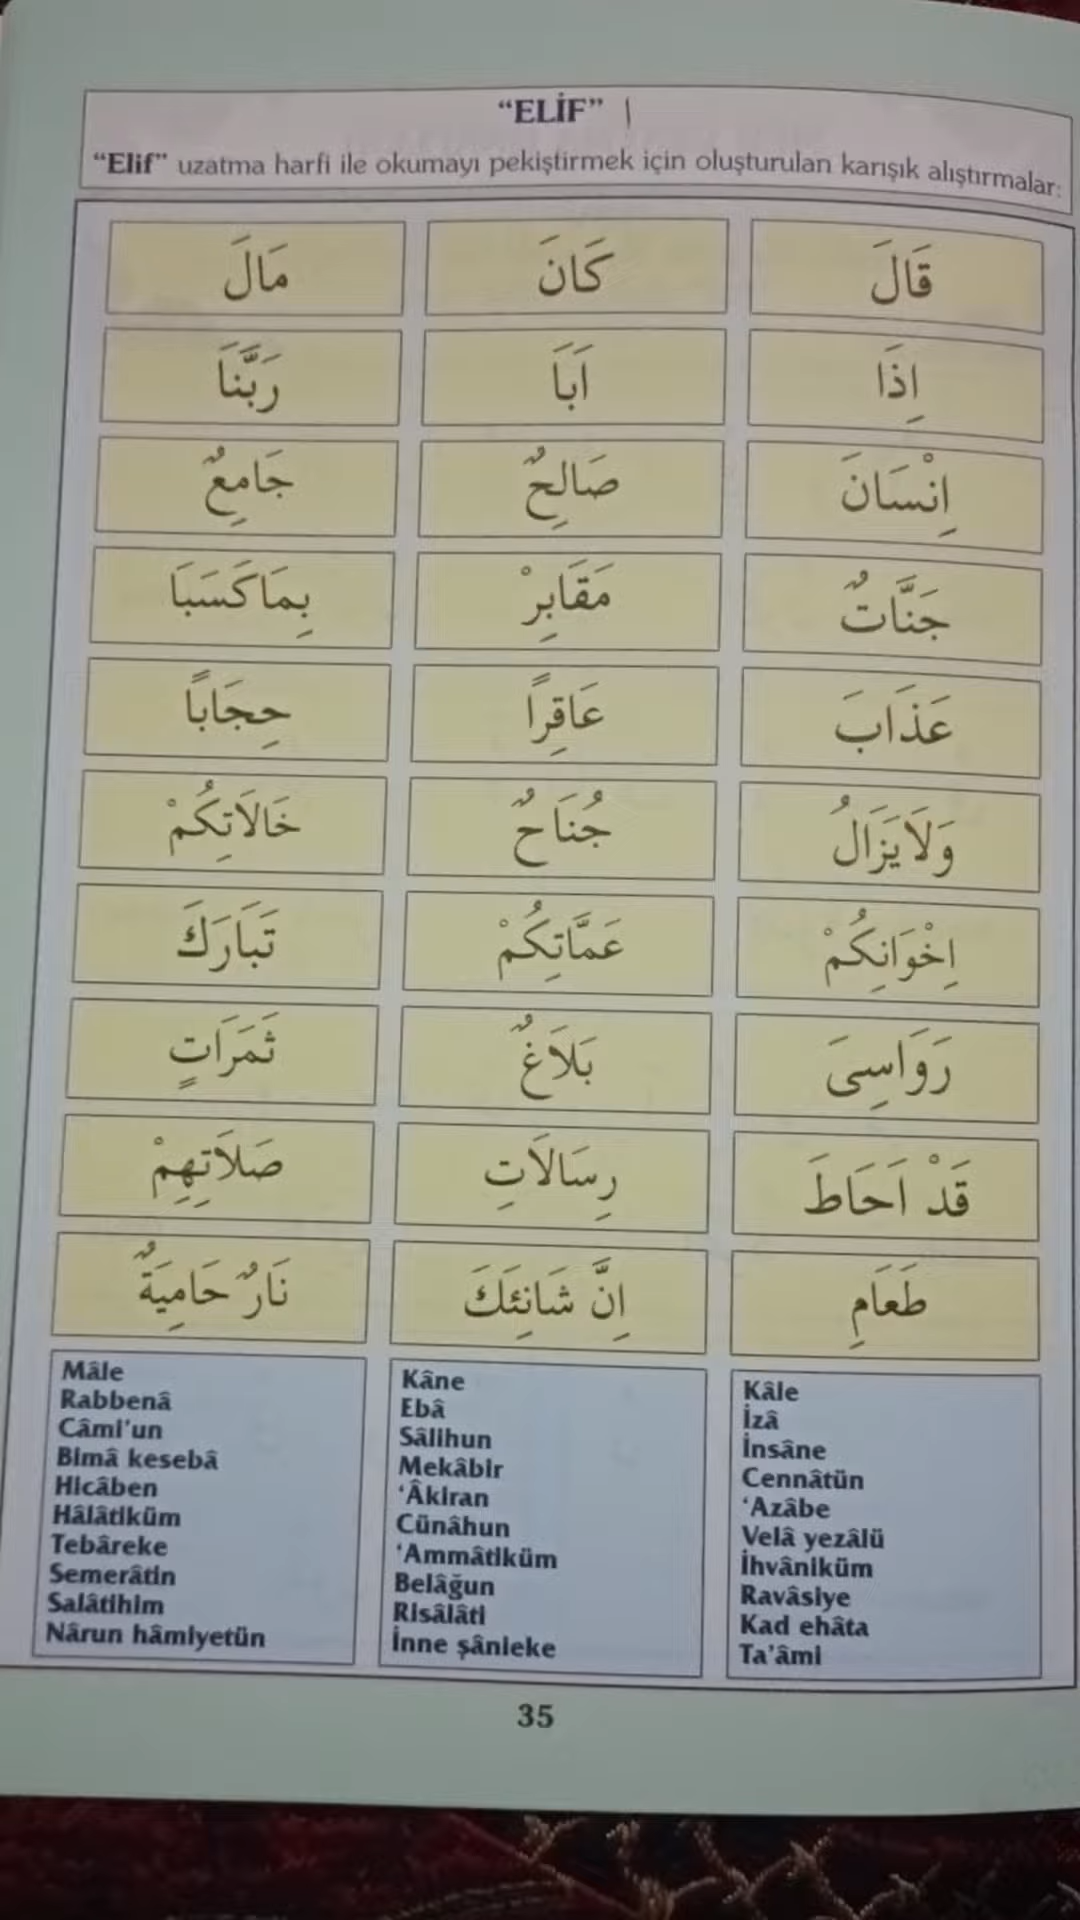 “ELİF” ا
“Elif” uzatma harfi ile okumayı pekiştirmek için oluşturulan karışık alıştırmalar:
قَالَ كَانَ مَالَ
اِذَا اَبَا رَبَّنَا
اِنْسَانَ صَالِحٌ جَامِعٌ
جَنَّاتٌ مَقَابِرْ بِمَاكَسَبَا
عَذَابَ عَاقِرًا حِجَابًا
وَلَايَزَالُ جُنَاحٌ خَالَاتِكُمْ
اِخْوَانِكُمْ عَمَّاتِكُمْ تَبَارَكَ
رَوَاسِىَ بَلَاغٌ ثَمَرَاتٍ
قَدْ اَحَاطَ رِسَالَاتِ صَلَاتِهِمْ
طَعَامِ اِنَّ شَانِئَكَ نَارٌ حَامِيَةٌ
Mâle
Rabbenâ
Câmi'un
Bimâ kesebâ
Hicâben
Hâlâtiküm
Tebâreke
Semerâtin
Salâtihim
Nârun hâmiyetün
Kâne
Ebâ
Sâlihun
Mekâbir
‘Âkiran
Cünâhun
‘Ammâtiküm
Belâğun
Risâlâti
İnne şânieke
Kâle
İzâ
İnsâne
Cennâtün
‘Azâbe
Velâ yezâlü
İhvâniküm
Ravâsiye
Kad ehâta
Ta'âmi
35